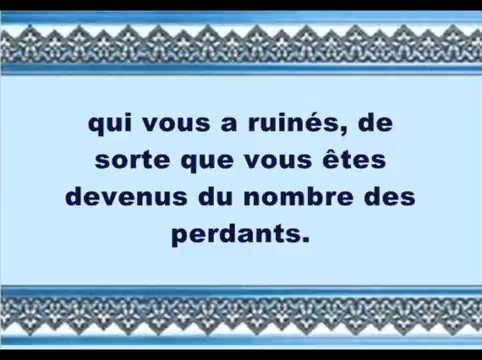 qui vous a ruinés, de
sorte que vous êtes
devenus du nombre des
perdants.